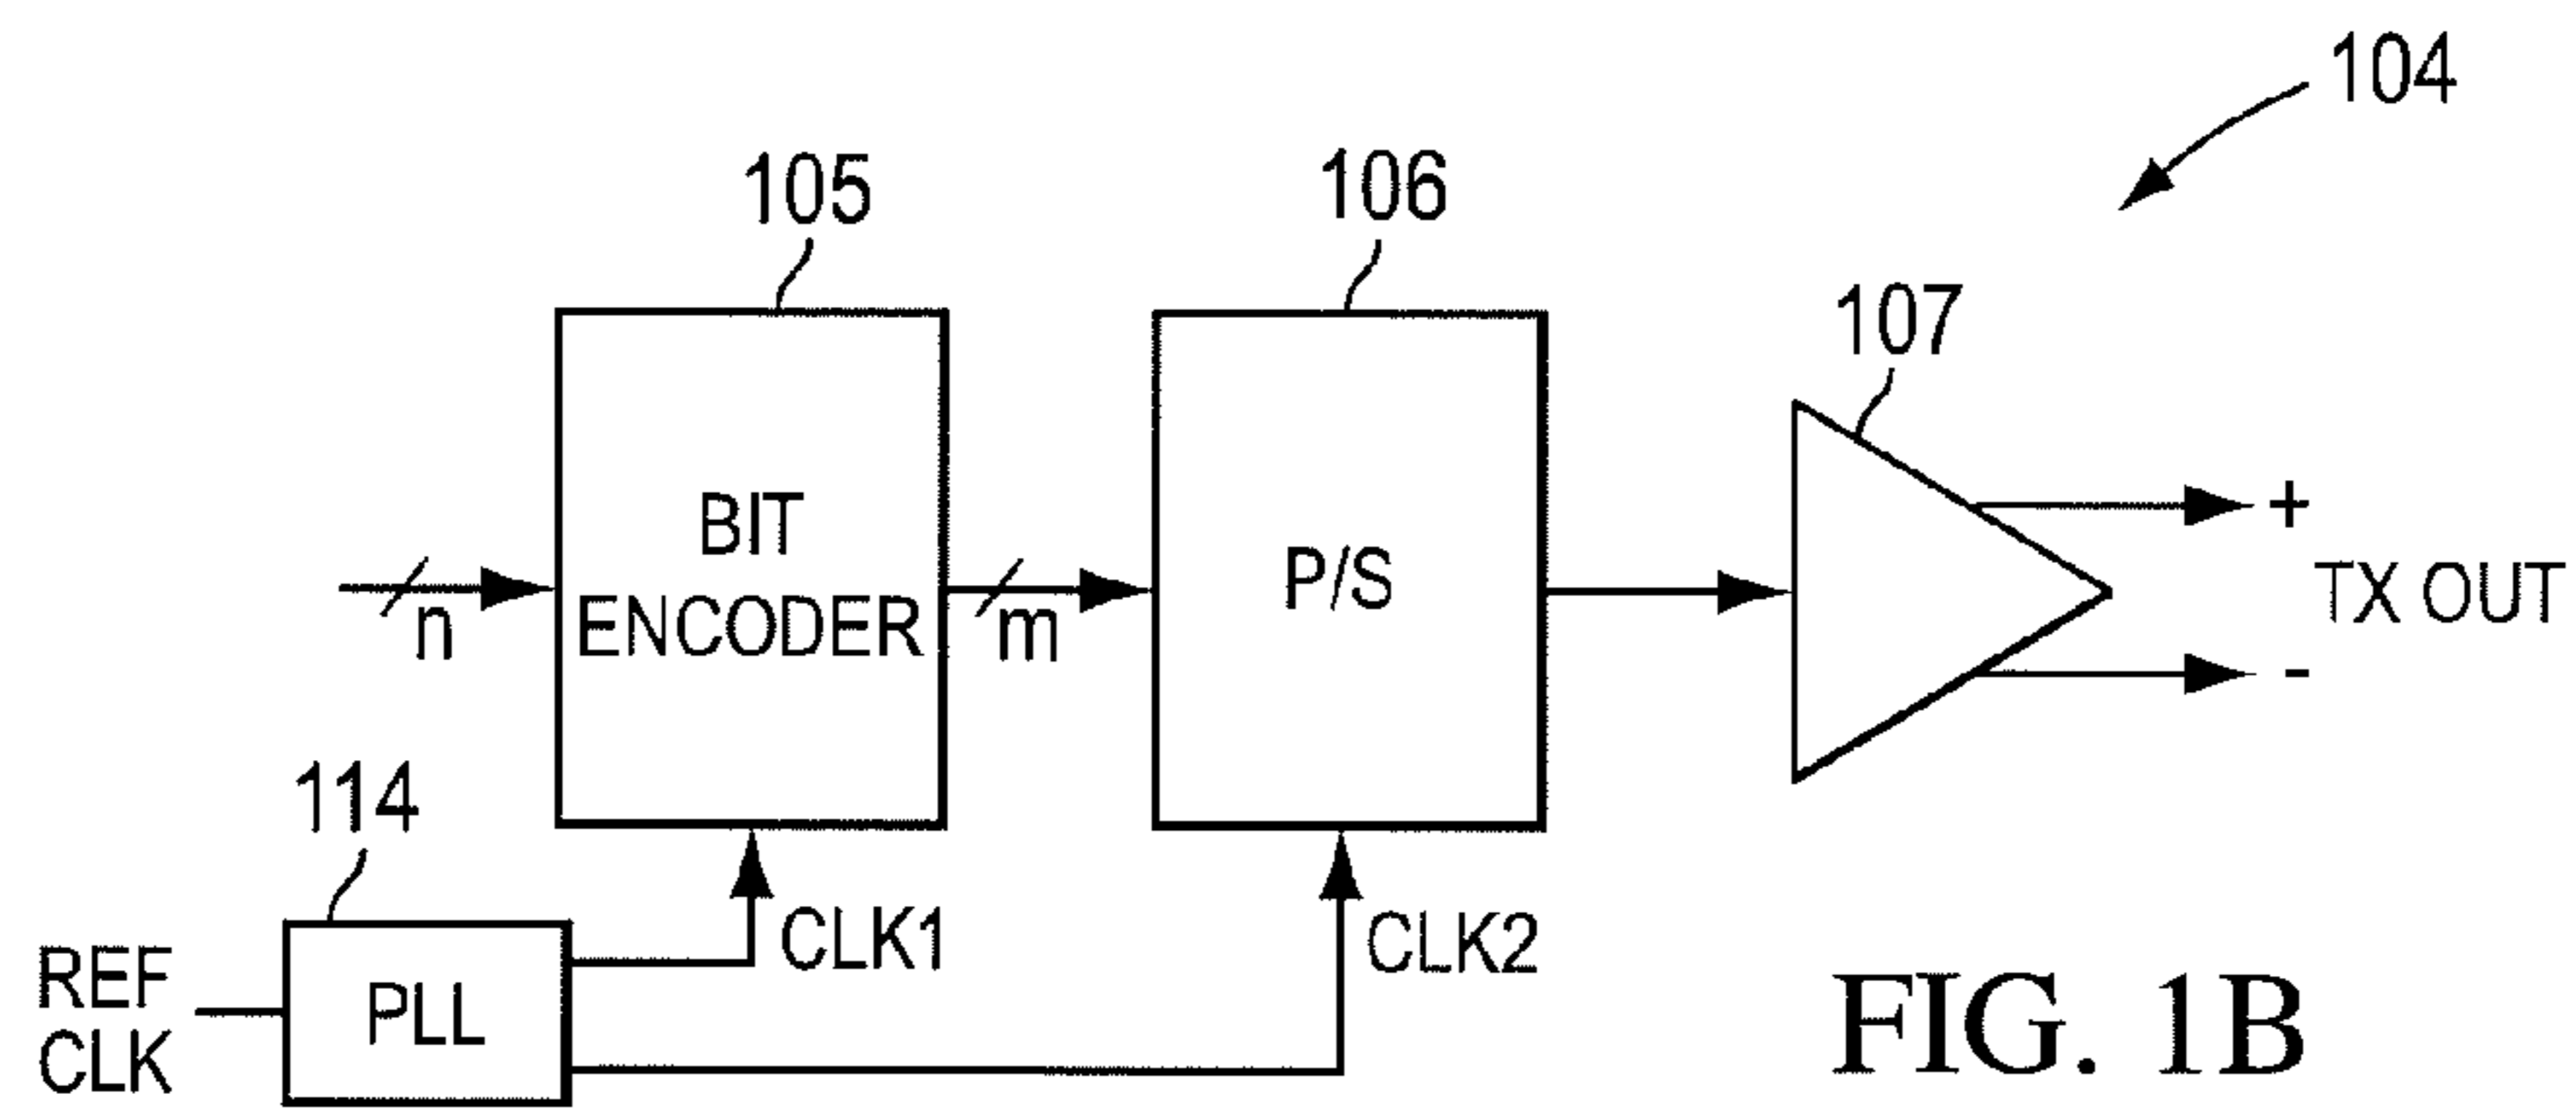 104
105
106
107
BIT
ENCODER
P/S
n
m
+
TX OUT
-
114
CLK1
CLK2
REF
CLK
PLL
FIG. 1B